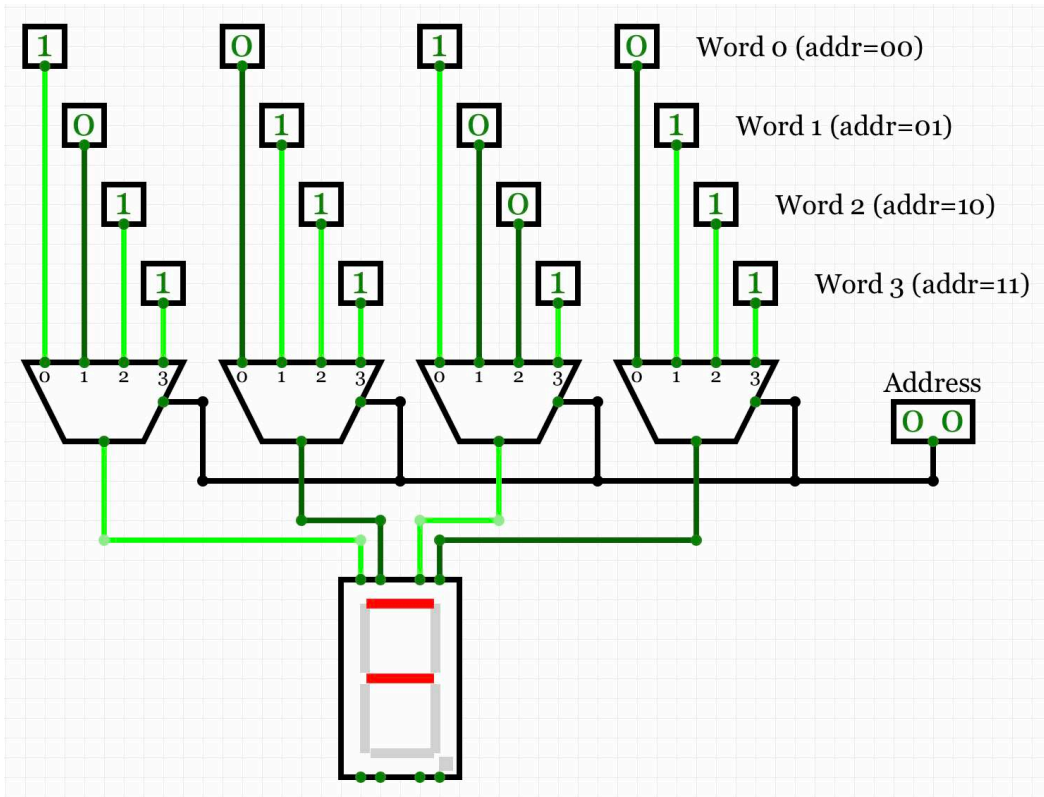 1 0 1 0 Word 0 (addr=00)
0 1 0 1 Word 1 (addr=01)
1 1 0 1 Word 2 (addr=10)
1 1 1 1 Word 3 (addr=11)
0 1 2 3 0 1 2 3 0 1 2 3 0 1 2 3
Address
0 0